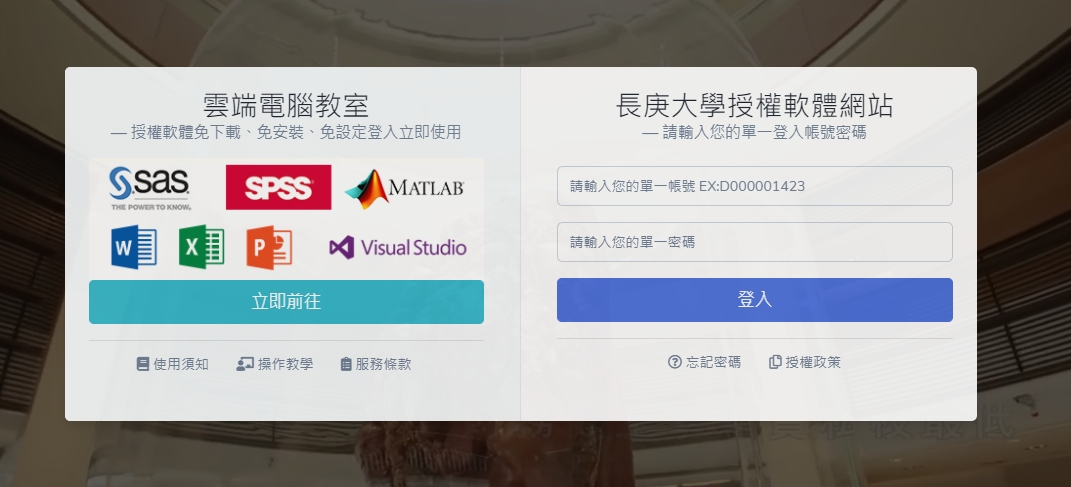 雲端電腦教室
— 授權軟體免下載、免安裝、免設定登入立即使用
sas.
THE POWER TO KNOW.
SPSS
MATLAB
W X P Visual Studio
立即前往
使用須知 操作教學 服務條款
長庚大學授權軟體網站
— 請輸入您的單一登入帳號密碼
請輸入您的單一帳號 EX:D000001423
請輸入您的單一密碼
登入
忘記密碼 授權政策